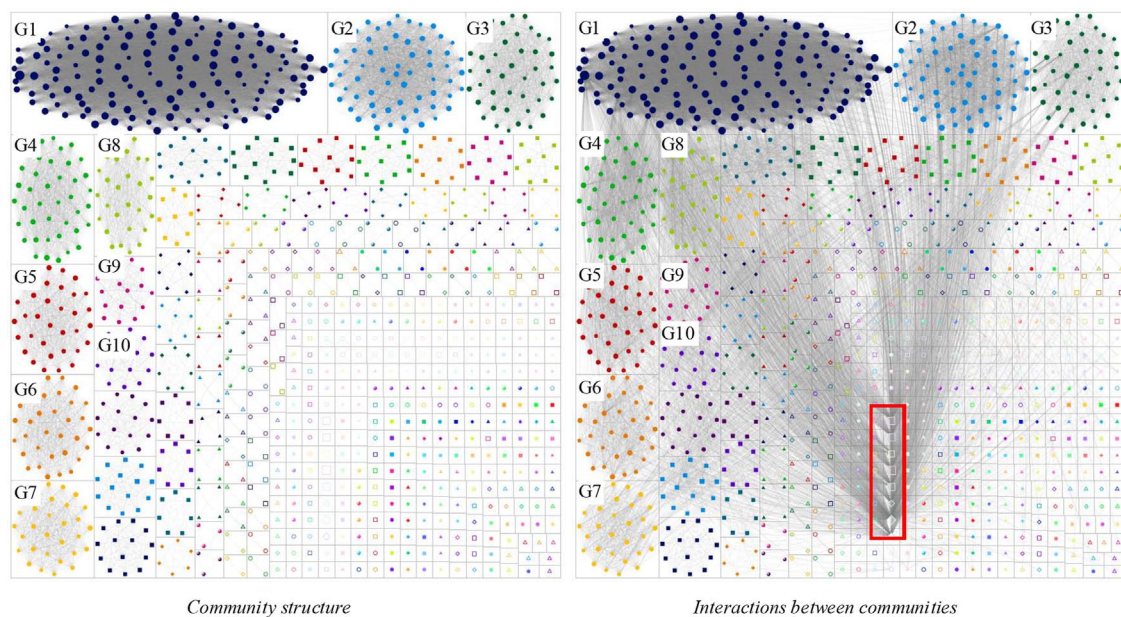 G1 G2 G3
G4 G8
G5 G9
G10
G6
G7
G1 G2 G3
G4 G8
G5 G9
G10
G6
G7
Community structure
Interactions between communities